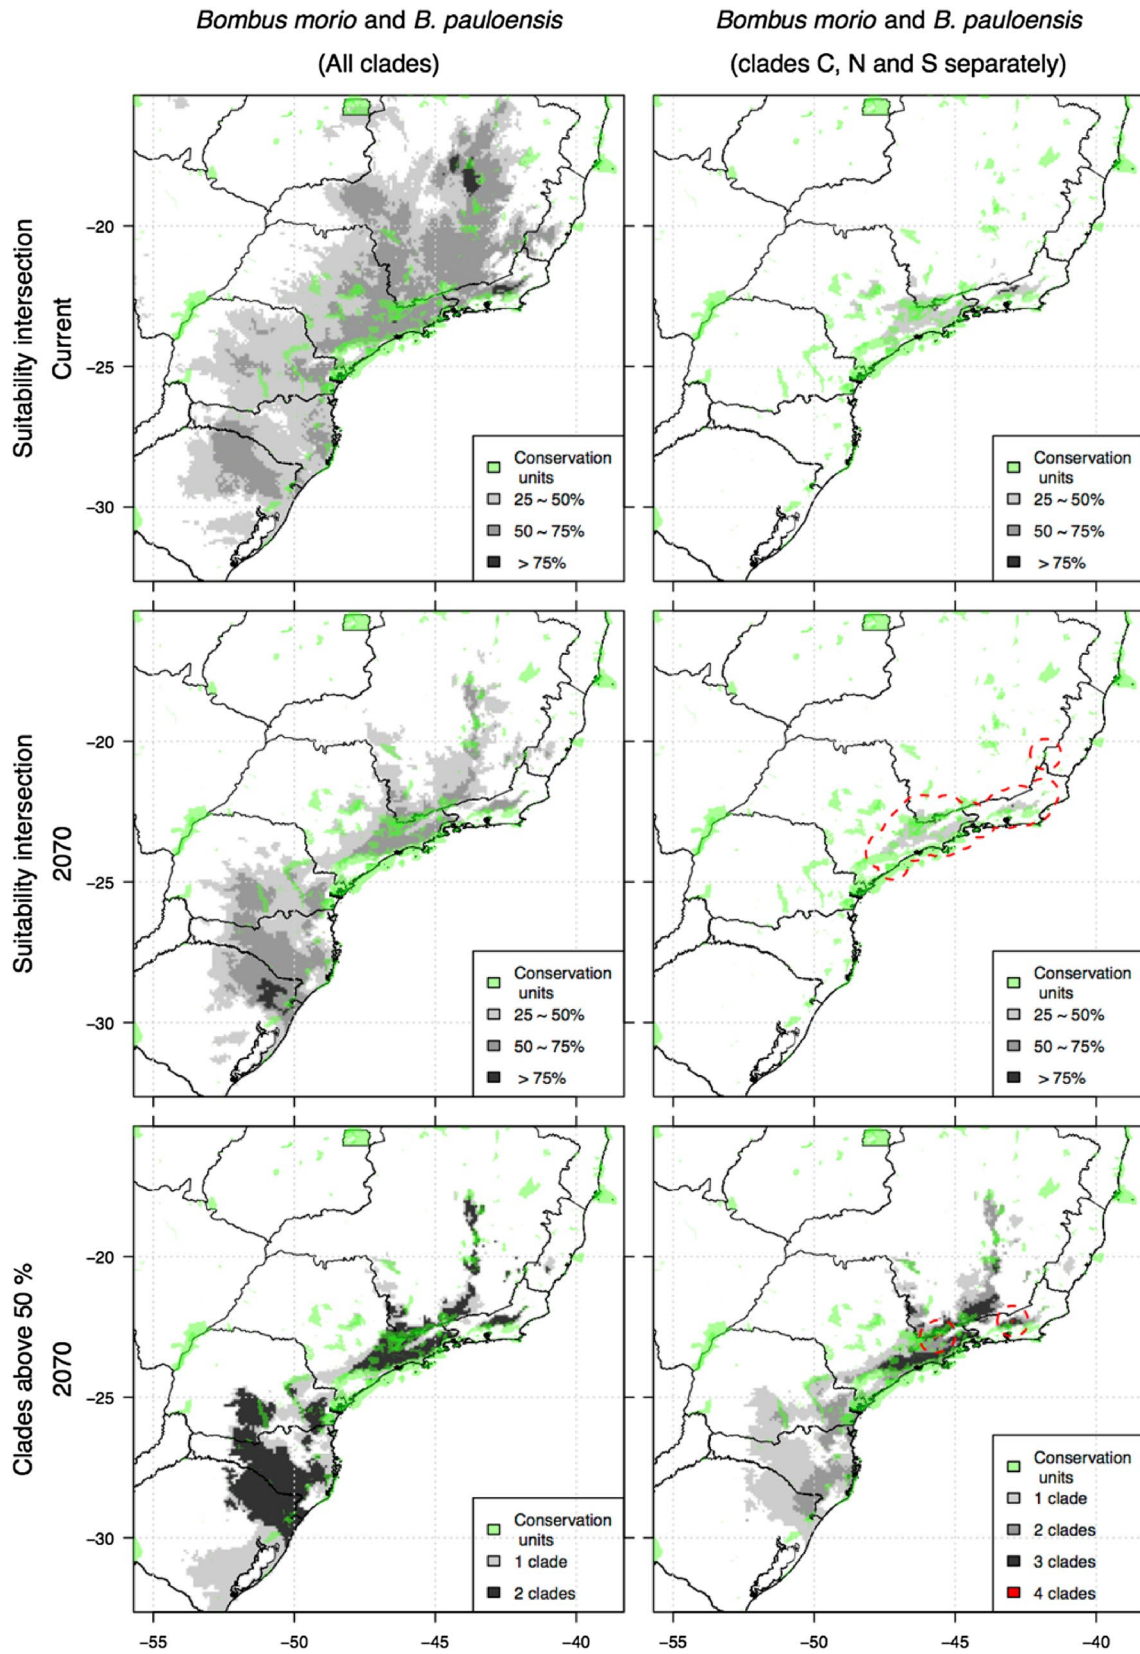 Bombus morio and B. pauloensis
(All clades)
Bombus morio and B. pauloensis
(clades C, N and S separately)
Suitability intersection
Current
−20
−25
−30
Conservation
units
25 ~ 50%
50 ~ 75%
> 75%
Conservation
units
25 ~ 50%
50 ~ 75%
> 75%
Suitability intersection
2070
−20
−25
−30
Conservation
units
25 ~ 50%
50 ~ 75%
> 75%
Conservation
units
25 ~ 50%
50 ~ 75%
> 75%
Clades above 50 %
2070
−20
−25
−30
Conservation
units
1 clade
2 clades
Conservation
units
1 clade
2 clades
3 clades
4 clades
−55 −50 −45 −40
−55 −50 −45 −40